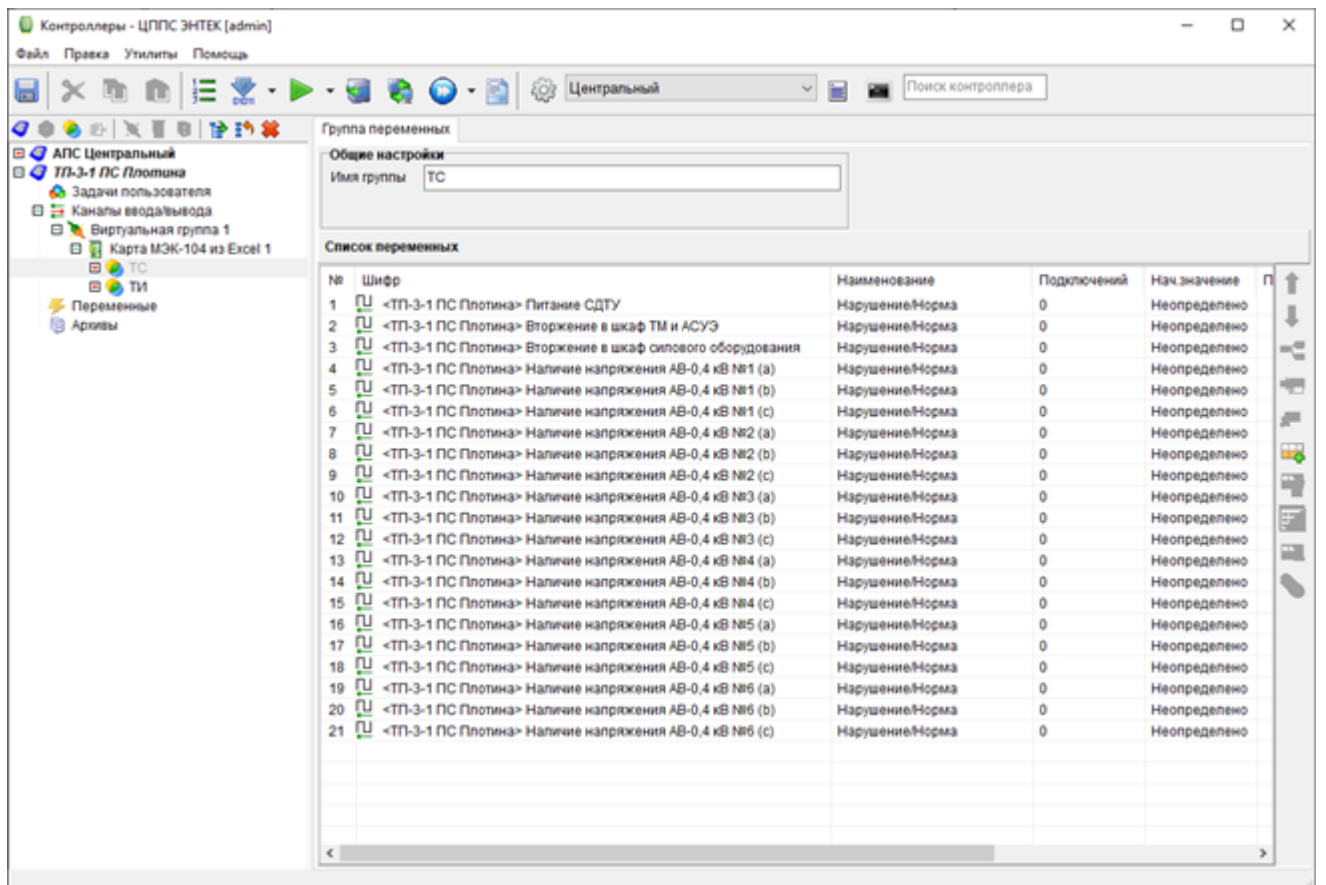 Контроллеры - ЦППС ЭНТЕК [admin]
Файл Правка Утилиты Помощь
Центральный
Поиск контроллера
АПС Центральный
ТП-3-1 ПС Плотина
Задачи пользователя
Каналы ввода/вывода
Виртуальная группа 1
Карта МЭК-104 из Excel 1
ТС
ТИ
Переменные
Архивы
Группа переменных
Общие настройки
Имя группы ТС
Список переменных
№ Шифр Наименование Подключений Нач.значение П
1 <ТП-3-1 ПС Плотина> Питание СДТУ Нарушение/Норма 0 Неопределено
2 <ТП-3-1 ПС Плотина> Вторжение в шкаф ТМ и АСУЭ Нарушение/Норма 0 Неопределено
3 <ТП-3-1 ПС Плотина> Вторжение в шкаф силового оборудования Нарушение/Норма 0 Неопределено
4 <ТП-3-1 ПС Плотина> Наличие напряжения АВ-0,4 кВ №1 (a) Нарушение/Норма 0 Неопределено
5 <ТП-3-1 ПС Плотина> Наличие напряжения АВ-0,4 кВ №1 (b) Нарушение/Норма 0 Неопределено
6 <ТП-3-1 ПС Плотина> Наличие напряжения АВ-0,4 кВ №1 (c) Нарушение/Норма 0 Неопределено
7 <ТП-3-1 ПС Плотина> Наличие напряжения АВ-0,4 кВ №2 (a) Нарушение/Норма 0 Неопределено
8 <ТП-3-1 ПС Плотина> Наличие напряжения АВ-0,4 кВ №2 (b) Нарушение/Норма 0 Неопределено
9 <ТП-3-1 ПС Плотина> Наличие напряжения АВ-0,4 кВ №2 (c) Нарушение/Норма 0 Неопределено
10 <ТП-3-1 ПС Плотина> Наличие напряжения АВ-0,4 кВ №3 (a) Нарушение/Норма 0 Неопределено
11 <ТП-3-1 ПС Плотина> Наличие напряжения АВ-0,4 кВ №3 (b) Нарушение/Норма 0 Неопределено
12 <ТП-3-1 ПС Плотина> Наличие напряжения АВ-0,4 кВ №3 (c) Нарушение/Норма 0 Неопределено
13 <ТП-3-1 ПС Плотина> Наличие напряжения АВ-0,4 кВ №4 (a) Нарушение/Норма 0 Неопределено
14 <ТП-3-1 ПС Плотина> Наличие напряжения АВ-0,4 кВ №4 (b) Нарушение/Норма 0 Неопределено
15 <ТП-3-1 ПС Плотина> Наличие напряжения АВ-0,4 кВ №4 (c) Нарушение/Норма 0 Неопределено
16 <ТП-3-1 ПС Плотина> Наличие напряжения АВ-0,4 кВ №5 (a) Нарушение/Норма 0 Неопределено
17 <ТП-3-1 ПС Плотина> Наличие напряжения АВ-0,4 кВ №5 (b) Нарушение/Норма 0 Неопределено
18 <ТП-3-1 ПС Плотина> Наличие напряжения АВ-0,4 кВ №5 (c) Нарушение/Норма 0 Неопределено
19 <ТП-3-1 ПС Плотина> Наличие напряжения АВ-0,4 кВ №6 (a) Нарушение/Норма 0 Неопределено
20 <ТП-3-1 ПС Плотина> Наличие напряжения АВ-0,4 кВ №6 (b) Нарушение/Норма 0 Неопределено
21 <ТП-3-1 ПС Плотина> Наличие напряжения АВ-0,4 кВ №6 (c) Нарушение/Норма 0 Неопределено